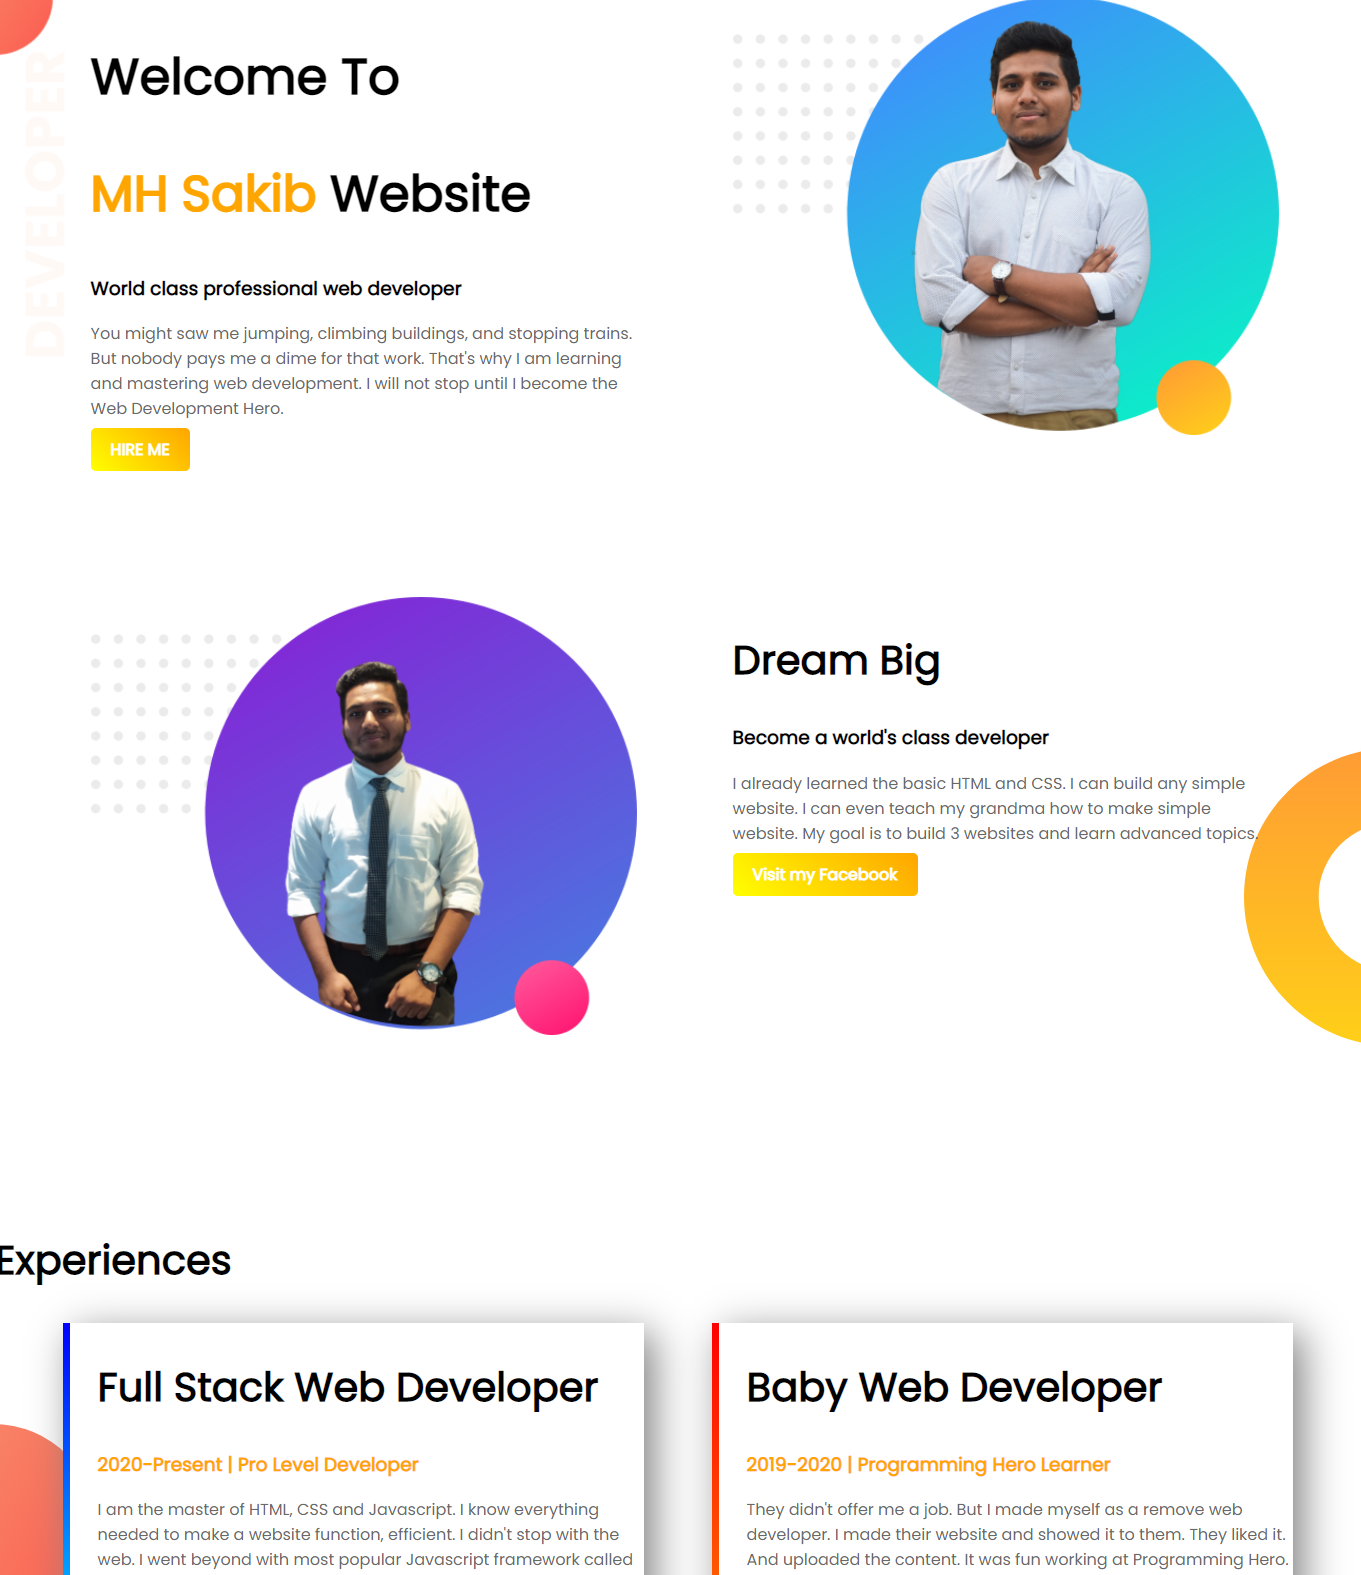 DEVELOPER
Welcome To
MH Sakib Website
World class professional web developer
You might saw me jumping, climbing buildings, and stopping trains.
But nobody pays me a dime for that work. That's why I am learning
and mastering web development. I will not stop until I become the
Web Development Hero.
HIRE ME
Dream Big
Become a world's class developer
I already learned the basic HTML and CSS. I can build any simple
website. I can even teach my grandma how to make simple
website. My goal is to build 3 websites and learn advanced topics.
Visit my Facebook
Experiences
Full Stack Web Developer
2020-Present | Pro Level Developer
I am the master of HTML, CSS and Javascript. I know everything
needed to make a website function, efficient. I didn't stop with the
web. I went beyond with most popular Javascript framework called
Baby Web Developer
2019-2020 | Programming Hero Learner
They didn't offer me a job. But I made myself as a remove web
developer. I made their website and showed it to them. They liked it.
And uploaded the content. It was fun working at Programming Hero.